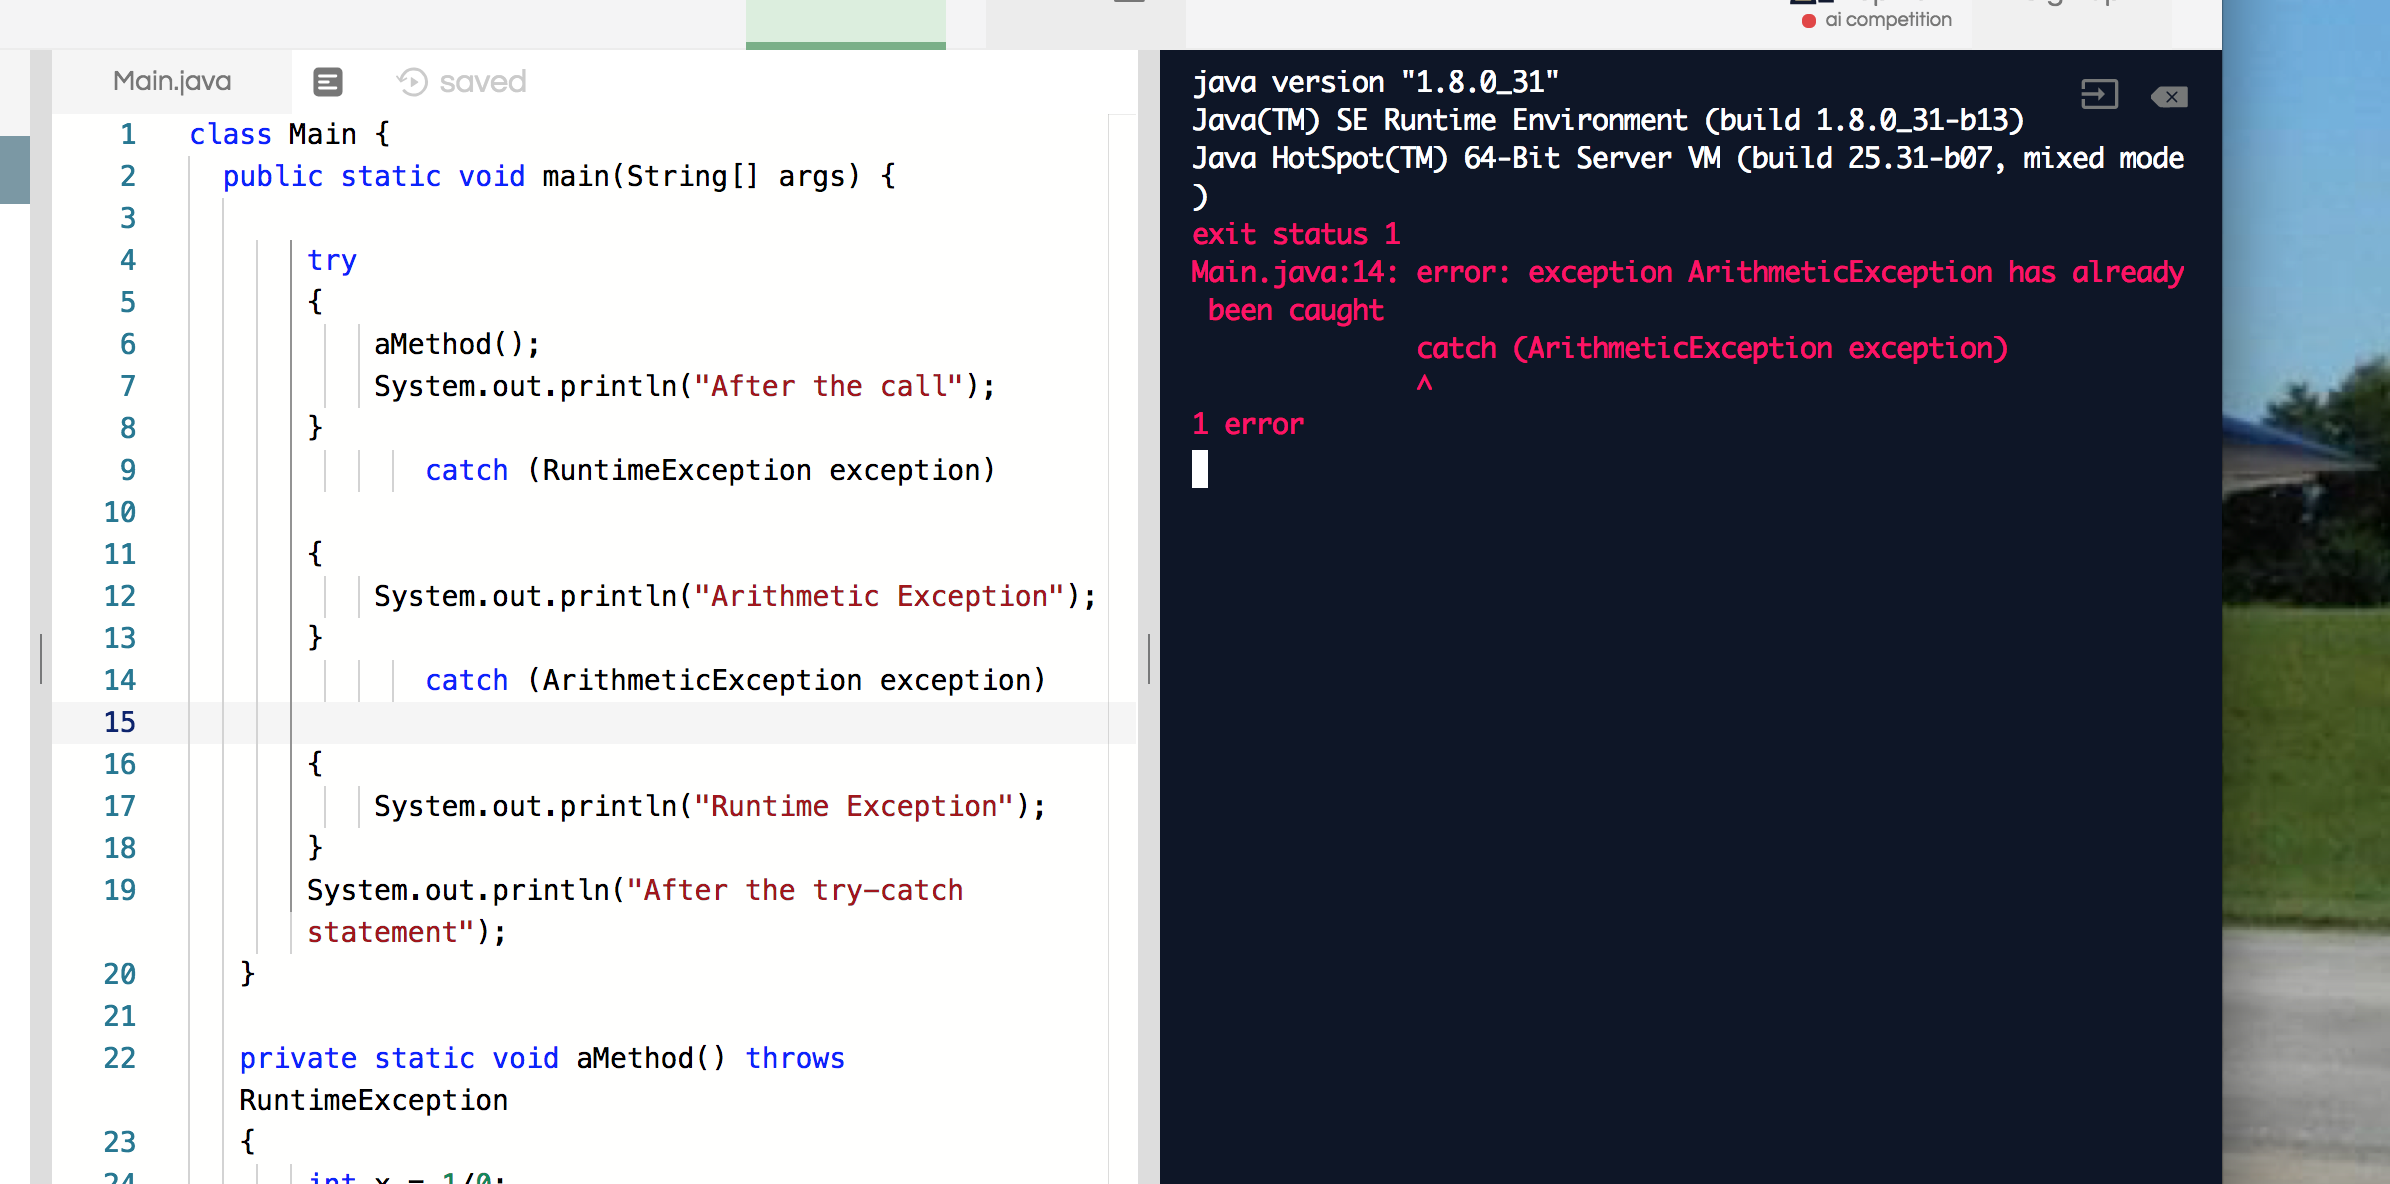 ai competition
Main.java
saved
1 class Main {
2 public static void main(String[] args) {
3
4 try
5 {
6 aMethod();
7 System.out.println("After the call");
8 }
9 catch (RuntimeException exception)
10
11 {
12 System.out.println("Arithmetic Exception");
13 }
14 catch (ArithmeticException exception)
15
16 {
17 System.out.println("Runtime Exception");
18 }
19 System.out.println("After the try-catch
statement");
20 }
21
22 private static void aMethod() throws
RuntimeException
23 {
24 int x = 1/0;
java version "1.8.0_31"
Java(TM) SE Runtime Environment (build 1.8.0_31-b13)
Java HotSpot(TM) 64-Bit Server VM (build 25.31-b07, mixed mode
)
exit status 1
Main.java:14: error: exception ArithmeticException has already
been caught
catch (ArithmeticException exception)
^
1 error